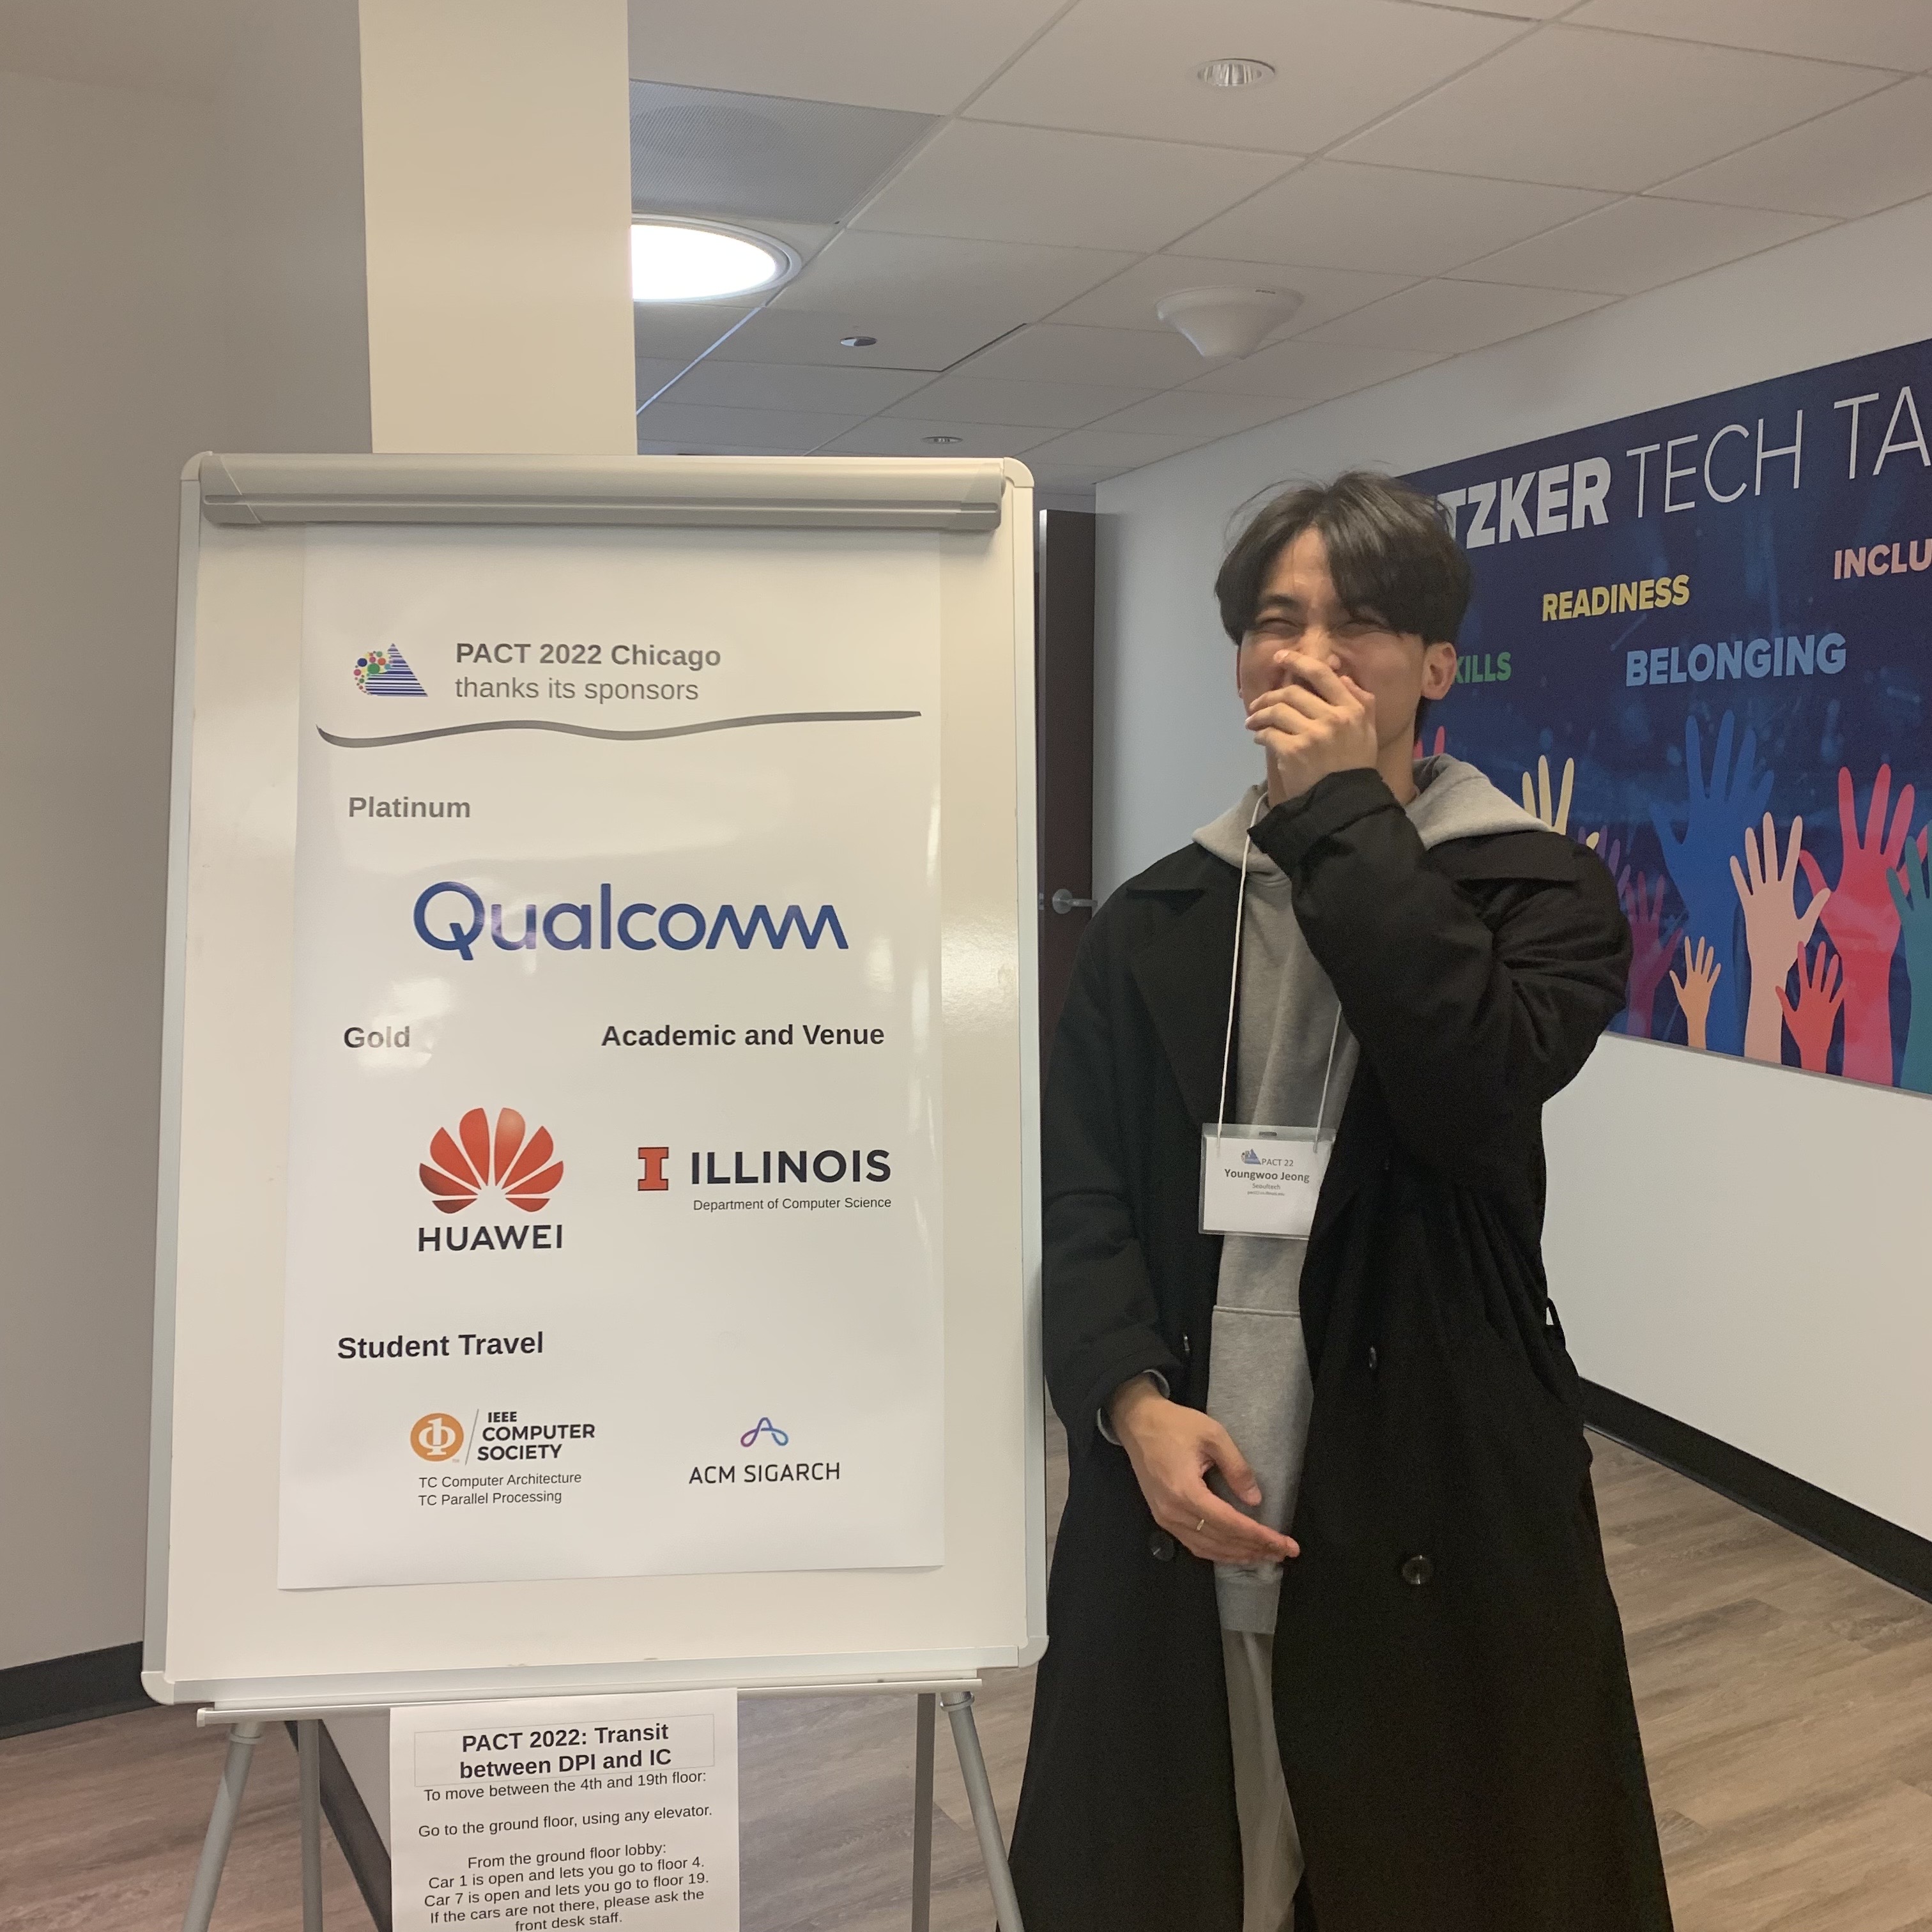 PACT 2022 Chicago
thanks its sponsors
Platinum
Qualcomm
Gold
Academic and Venue
HUAWEI
I ILLINOIS
Department of Computer Science
Student Travel
IEEE
COMPUTER
SOCIETY
TC Computer Architecture
TC Parallel Processing
ACM SIGARCH
PACT 2022: Transit
between DPI and IC
To move between the 4th and 19th floor:
Go to the ground floor, using any elevator.
From the ground floor lobby:
Car 1 is open and lets you go to floor 4.
Car 7 is open and lets you go to floor 19.
If the cars are not there, please ask the
front desk staff.
PACT 22
Youngwoo Jeong
Seoultech
TZKER TECH TA
INCLU
READINESS
KILLS
BELONGING